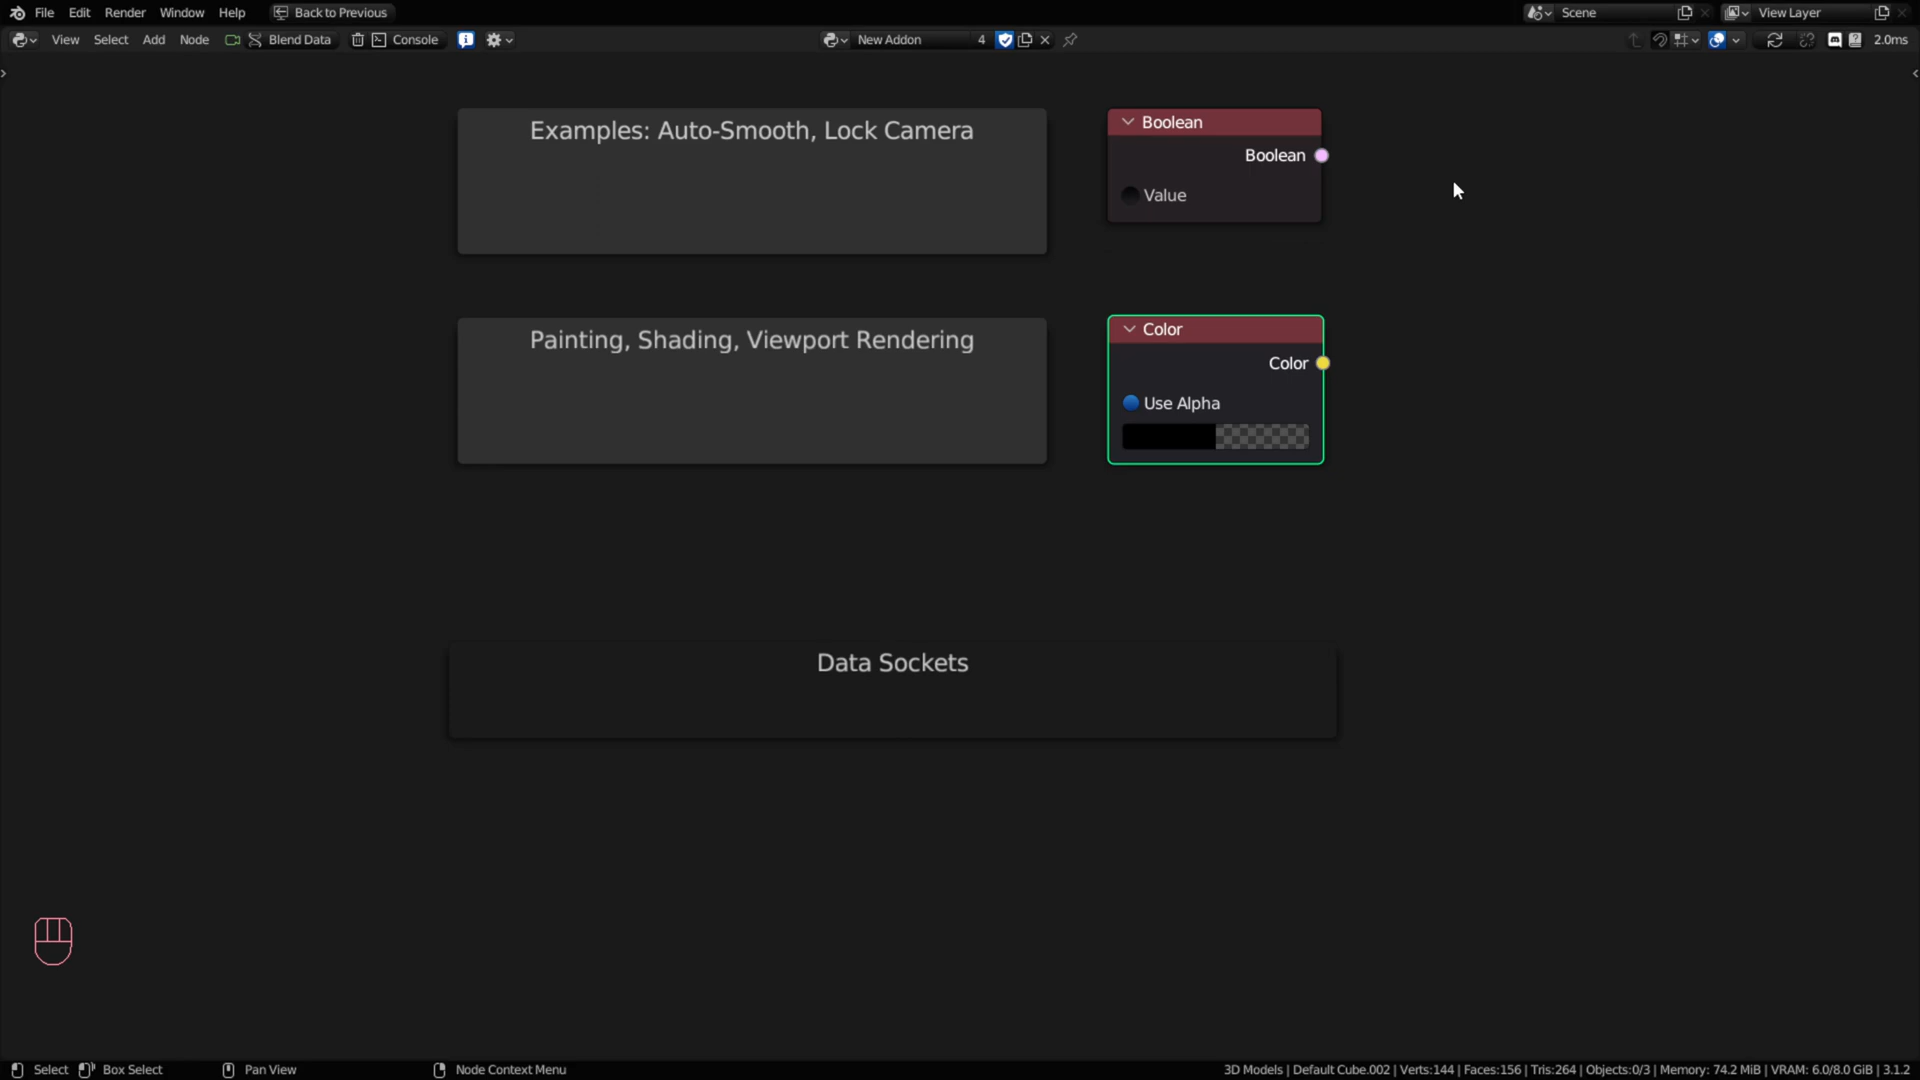 File Edit Render Window Help Back to Previous Scene View Layer
View Select Add Node Blend Data Console New Addon 4 2.0ms
Examples: Auto-Smooth, Lock Camera
Boolean
Boolean
Value
Painting, Shading, Viewport Rendering
Color
Color
Use Alpha
Data Sockets
Select Box Select Pan View Node Context Menu 3D Models | Default Cube.002 | Verts:144 | Faces:156 | Tris:264 | Objects:0/3 | Memory: 74.2 MiB | VRAM: 6.0/8.0 GiB | 3.1.2